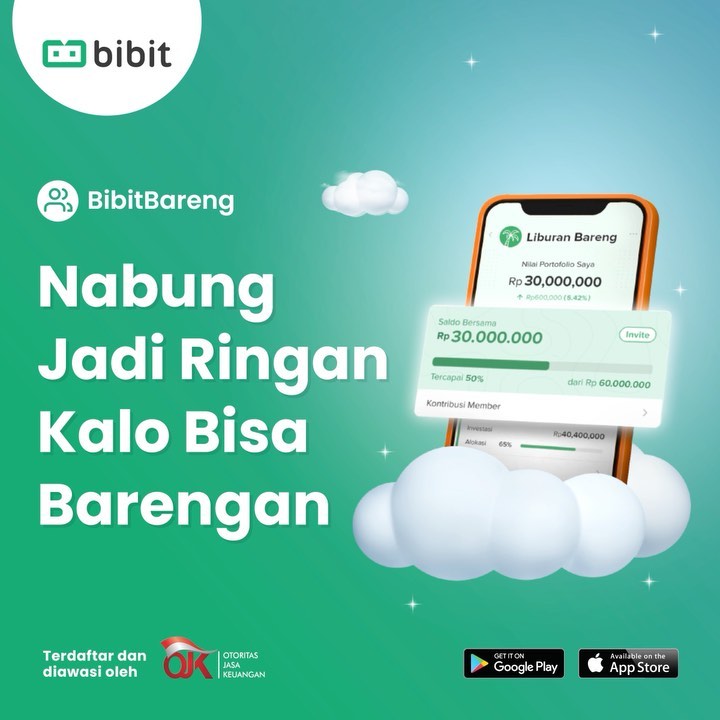 bibit
BibitBareng
Nabung
Jadi Ringan
Kalo Bisa
Barengan
Liburan Bareng
Nilai Portofolio Saya
Rp 30,000,000
↑ Rp600,000 (5.42%)
Saldo Bersama
Rp 30.000.000
Invite
Tercapai 50%
dari Rp 60.000.000
Kontribusi Member
Investasi
Rp40,400,000
Alokasi 65%
Terdaftar dan
diawasi oleh
OJK
OTORITAS
JASA
KEUANGAN
GET IT ON
Google Play
Available on the
App Store